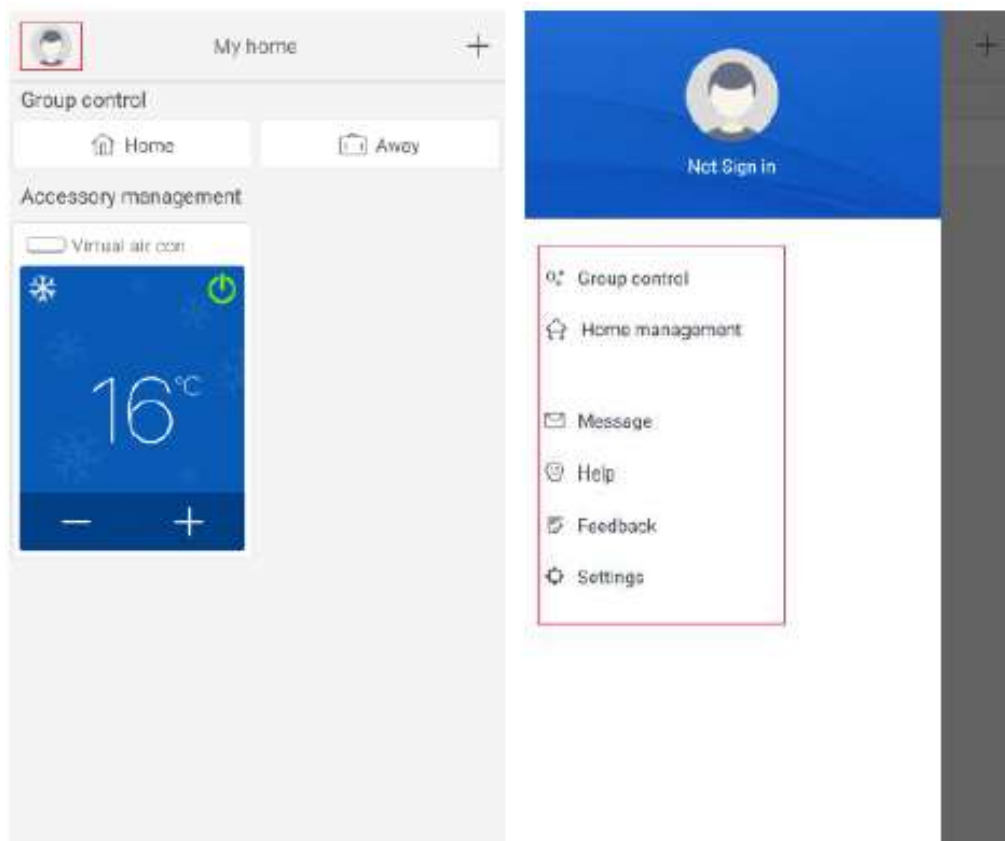 My home
Group control
Home
Away
Accessory management
Virtual air con
16°C
Not Sign in
Group control
Home management
Message
Help
Feedback
Settings